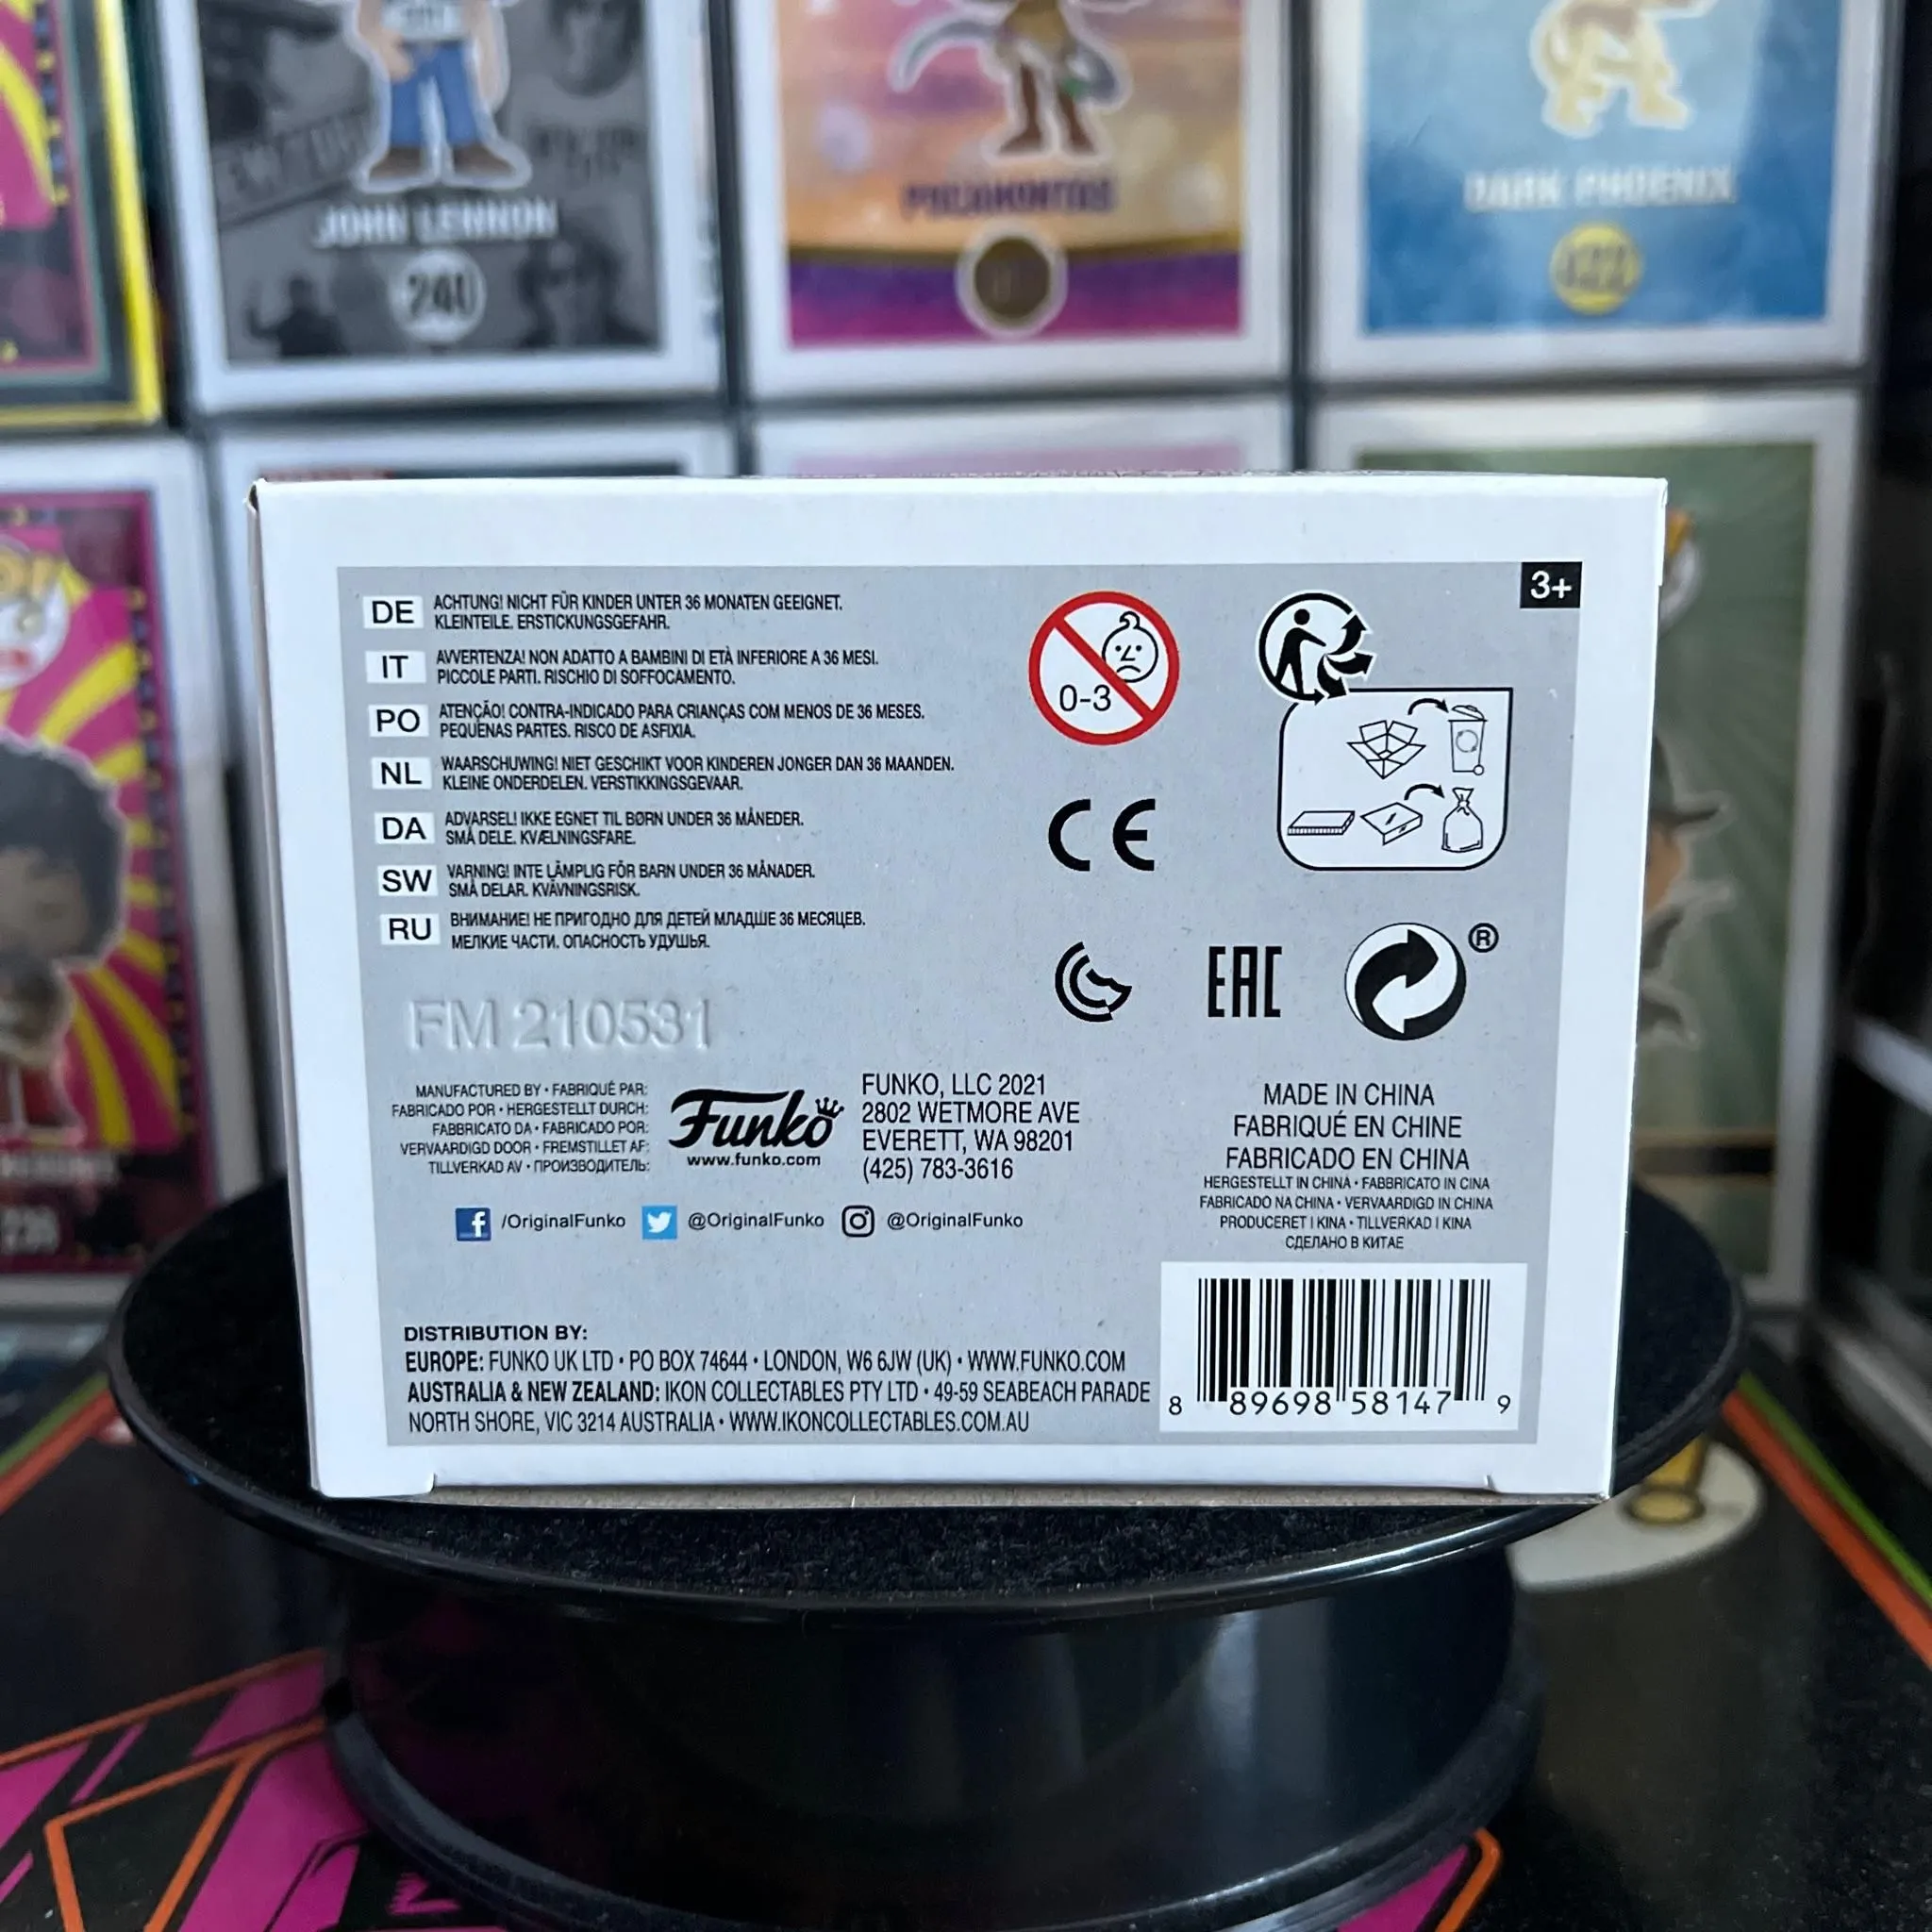 JOHN LENNON
240
POCAHONTAS
DARK PHOENIX
422
3+
DE
ACHTUNG! NICHT FÜR KINDER UNTER 36 MONATEN GEEIGNET.
KLEINTEILE. ERSTICKUNGSGEFAHR.
IT
AVVERTENZA! NON ADATTO A BAMBINI DI ETÀ INFERIORE A 36 MESI.
PICCOLE PARTI. RISCHIO DI SOFFOCAMENTO.
PO
ATENÇÃO! CONTRA-INDICADO PARA CRIANÇAS COM MENOS DE 36 MESES.
PEQUENAS PARTES. RISCO DE ASFIXIA.
NL
WAARSCHUWING! NIET GESCHIKT VOOR KINDEREN JONGER DAN 36 MAANDEN.
KLEINE ONDERDELEN. VERSTIKKINGSGEVAAR.
DA
ADVARSEL! IKKE EGNET TIL BØRN UNDER 36 MÅNEDER.
SMÅ DELE. KVÆLNINGSFARE.
SW
VARNING! INTE LÄMPLIG FÖR BARN UNDER 36 MÅNADER.
SMÅ DELAR. KVÄVNINGSRISK.
RU
ВНИМАНИЕ! НЕ ПРИГОДНО ДЛЯ ДЕТЕЙ МЛАДШЕ 36 МЕСЯЦЕВ.
МЕЛКИЕ ЧАСТИ. ОПАСНОСТЬ УДУШЬЯ.
0-3
CE
EAC
®
FM 210531
MANUFACTURED BY • FABRIQUÉ PAR:
FABRICADO POR • HERGESTELLT DURCH:
FABBRICATO DA • FABRICADO POR:
VERVAARDIGD DOOR • FREMSTILLET AF:
TILLVERKAD AV • ПРОИЗВОДИТЕЛЬ:
Funko
www.funko.com
FUNKO, LLC 2021
2802 WETMORE AVE
EVERETT, WA 98201
(425) 783-3616
MADE IN CHINA
FABRIQUÉ EN CHINE
FABRICADO EN CHINA
HERGESTELLT IN CHINA • FABBRICATO IN CINA
FABRICADO NA CHINA • VERVAARDIGD IN CHINA
PRODUCERET I KINA • TILLVERKAD I KINA
СДЕЛАНО В КИТАЕ
f /OriginalFunko @OriginalFunko @OriginalFunko
DISTRIBUTION BY:
EUROPE: FUNKO UK LTD • PO BOX 74644 • LONDON, W6 6JW (UK) • WWW.FUNKO.COM
AUSTRALIA & NEW ZEALAND: IKON COLLECTABLES PTY LTD • 49-59 SEABEACH PARADE
NORTH SHORE, VIC 3214 AUSTRALIA • WWW.IKONCOLLECTABLES.COM.AU
8 89698 58147 9
239